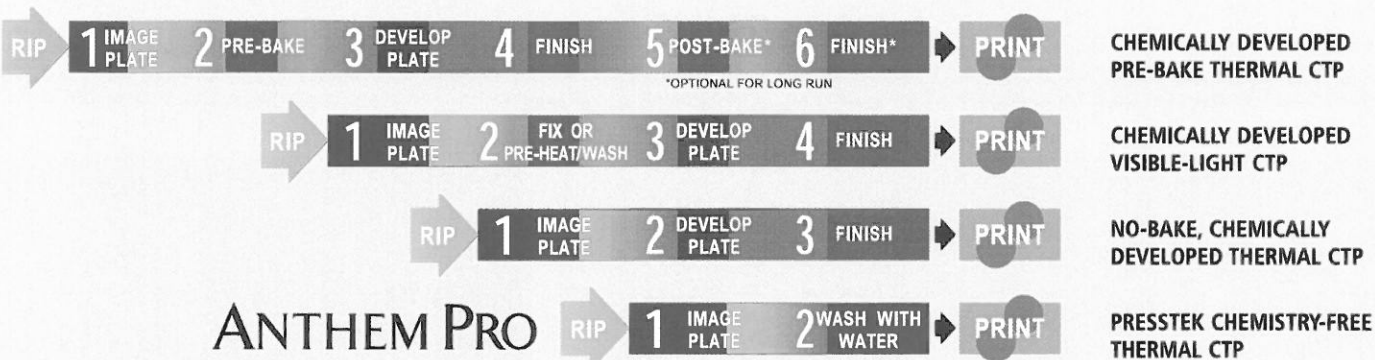 RIP 1 IMAGE PLATE 2 PRE-BAKE 3 DEVELOP PLATE 4 FINISH 5 POST-BAKE* 6 FINISH* PRINT
*OPTIONAL FOR LONG RUN
CHEMICALLY DEVELOPED
PRE-BAKE THERMAL CTP
RIP 1 IMAGE PLATE 2 FIX OR PRE-HEAT/WASH 3 DEVELOP PLATE 4 FINISH PRINT
CHEMICALLY DEVELOPED
VISIBLE-LIGHT CTP
RIP 1 IMAGE PLATE 2 DEVELOP PLATE 3 FINISH PRINT
NO-BAKE, CHEMICALLY
DEVELOPED THERMAL CTP
ANTHEM PRO RIP 1 IMAGE PLATE 2 WASH WITH WATER PRINT
PRESSTEK CHEMISTRY-FREE
THERMAL CTP